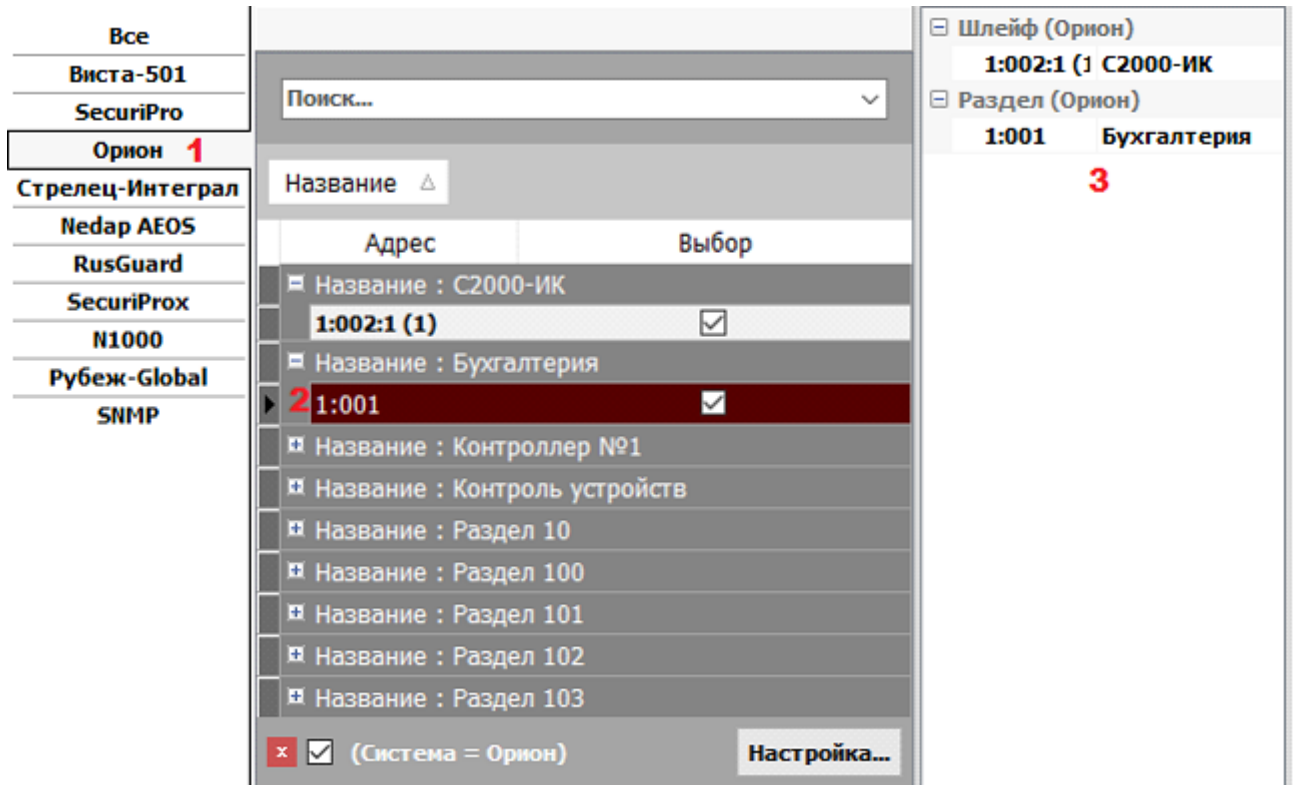 Все
Виста-501
SecuriPro
Орион 1
Стрелец-Интеграл
Nedap AEOS
RusGuard
SecuriProx
N1000
Рубеж-Global
SNMP
Поиск...
Название
Адрес Выбор
Название : С2000-ИК
1:002:1 (1)
Название : Бухгалтерия
2 1:001
Название : Контроллер №1
Название : Контроль устройств
Название : Раздел 10
Название : Раздел 100
Название : Раздел 101
Название : Раздел 102
Название : Раздел 103
x (Система = Орион) Настройка...
Шлейф (Орион)
1:002:1 (1 С2000-ИК
Раздел (Орион)
1:001 Бухгалтерия
3